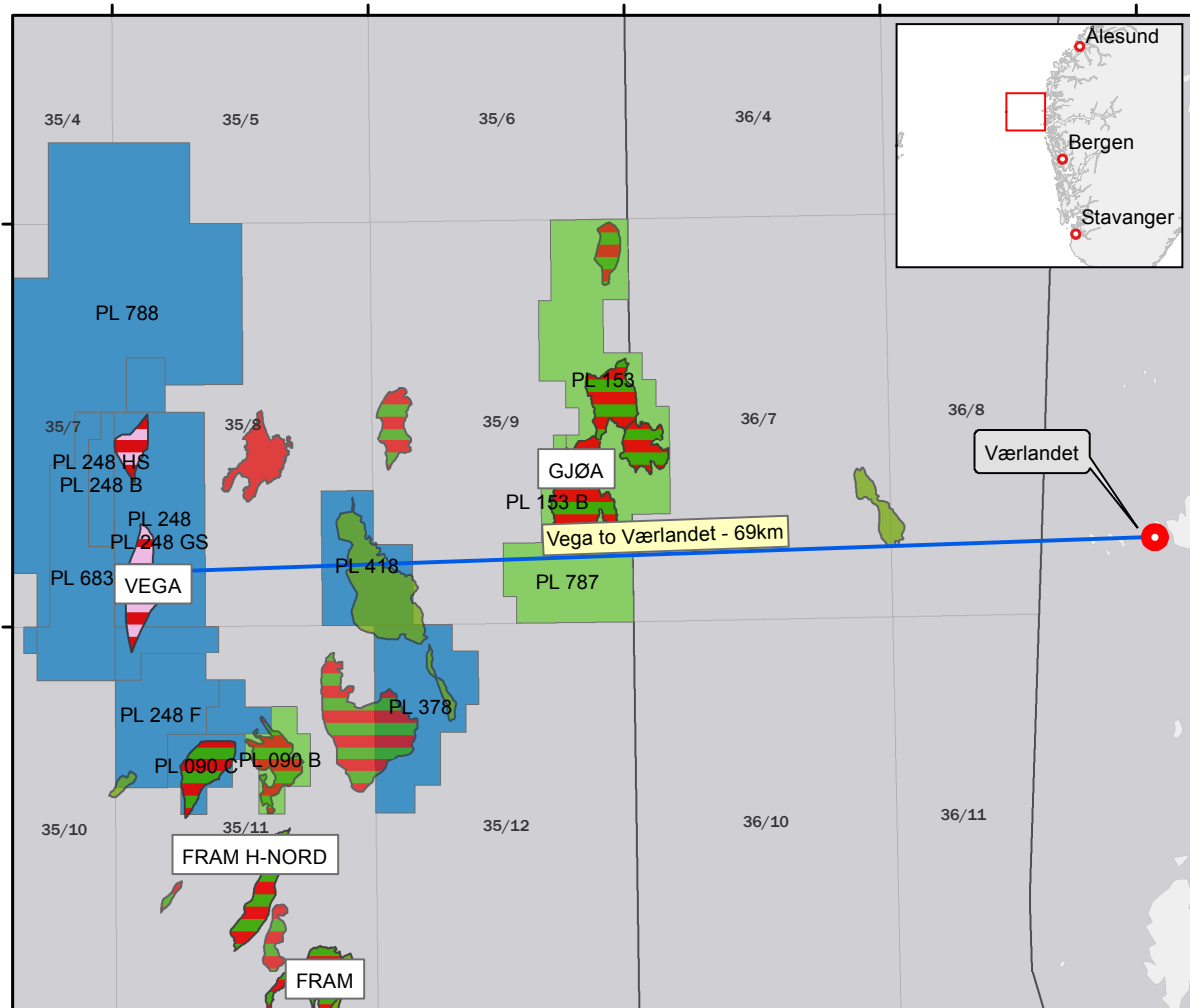 Ålesund
35/4
35/5
35/6
36/4
Bergen
Stavanger
PL 788
PL 153
36/8
35/7
35/8
35/9
36/7
Værlandet
PL 248 HS
GJØA
PL 248 B
PL 153 B
PL 248
Vega to Værlandet - 69km
PL 248 GS
PL 418
PL 683
VEGA
PL 787
PL 248 F
PL 378
PL 090 C
PL 090 B
35/10
35/11
35/12
36/10
36/11
FRAM H-NORD
FRAM